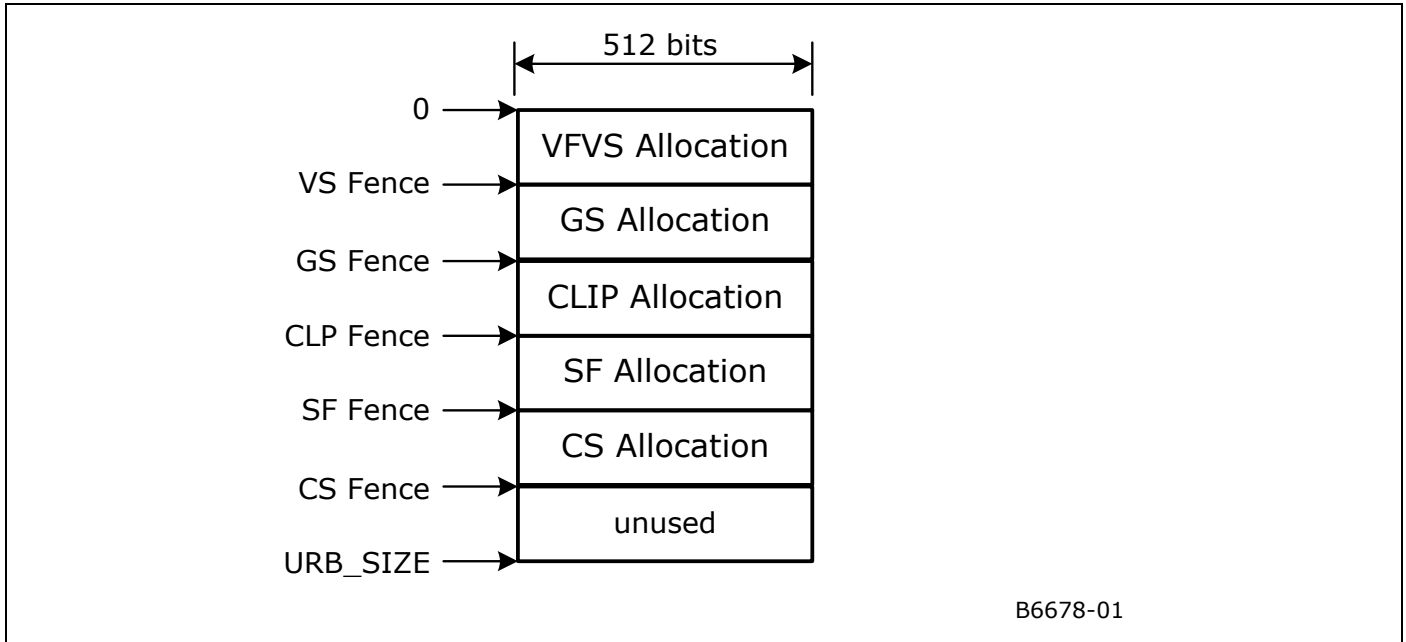 512 bits
0
VFVS Allocation
VS Fence
GS Allocation
GS Fence
CLIP Allocation
CLP Fence
SF Allocation
SF Fence
CS Allocation
CS Fence
unused
URB_SIZE
B6678-01